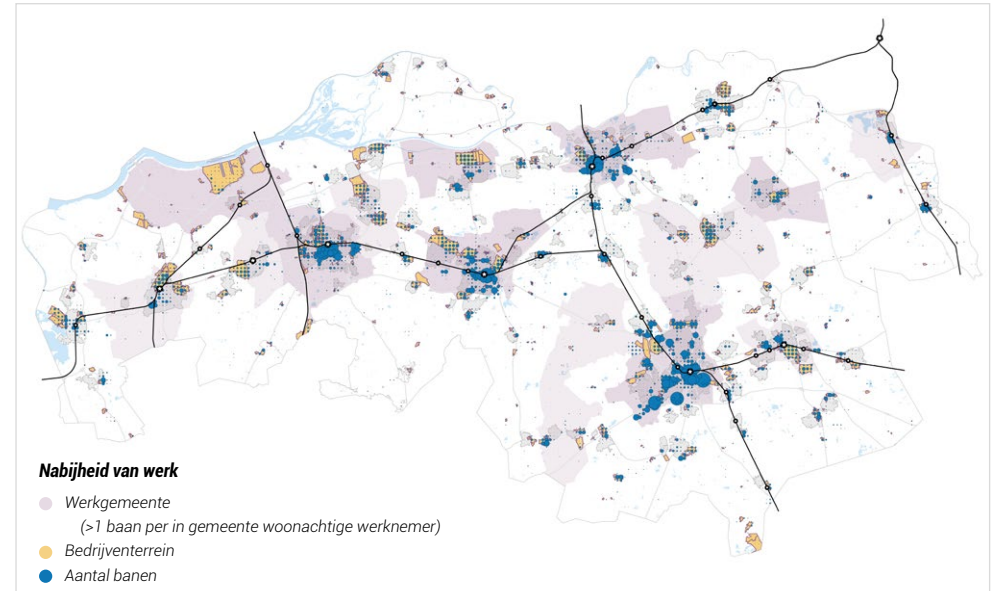 Nabijheid van werk
Werkgemeente
(>1 baan per in gemeente woonachtige werknemer)
Bedrijventerrein
Aantal banen